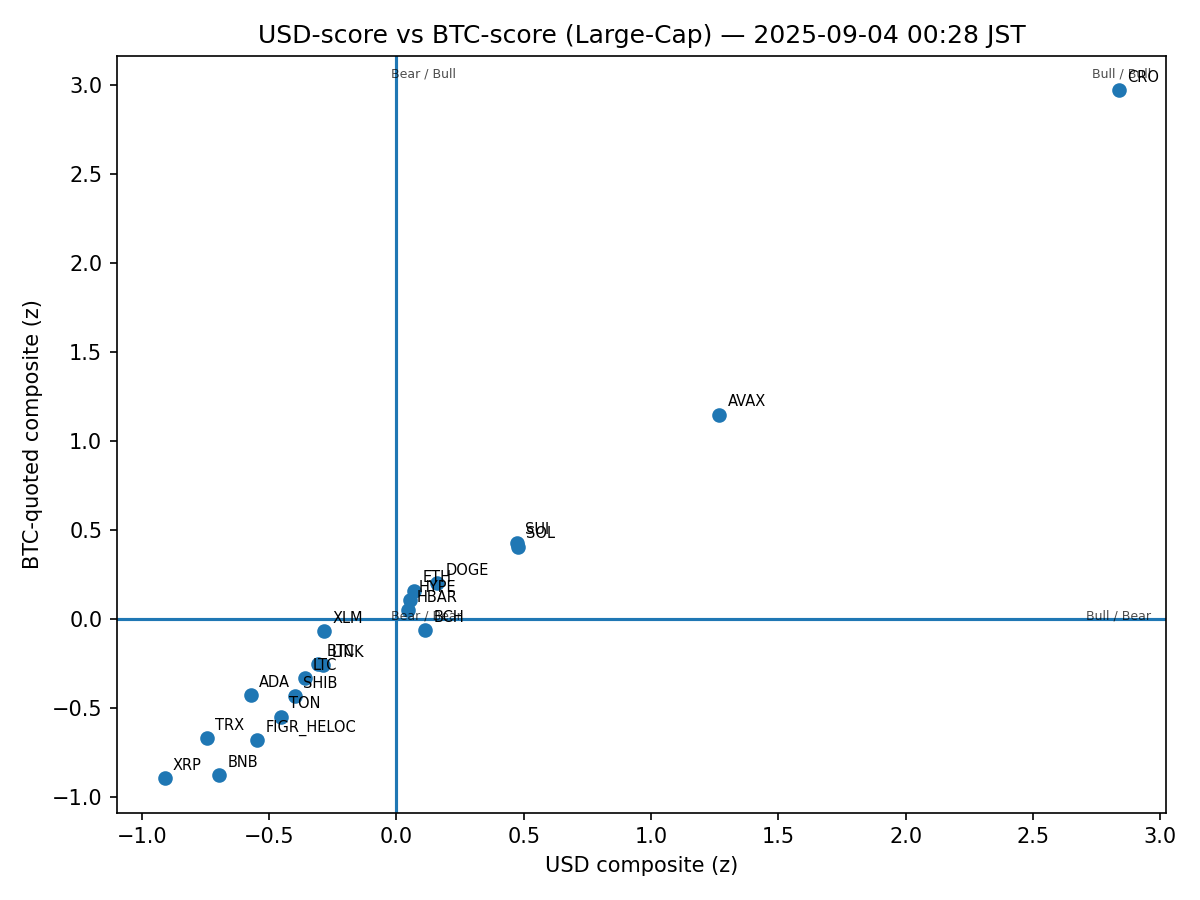 USD-score vs BTC-score (Large-Cap) — 2025-09-04 00:28 JST
Bear / Bull
Bull / Bull
CRO
3.0
2.5
2.0
1.5
1.0
0.5
0.0
−0.5
−1.0
BTC-quoted composite (z)
AVAX
SUI
SOL
DOGE
ETH
HYPE
HBAR
Bear / Bear
BCH
Bull / Bear
XLM
BTC
LINK
LTC
ADA
SHIB
TON
TRX
FIGR_HELOC
BNB
XRP
−1.0
−0.5
0.0
0.5
1.0
1.5
2.0
2.5
3.0
USD composite (z)